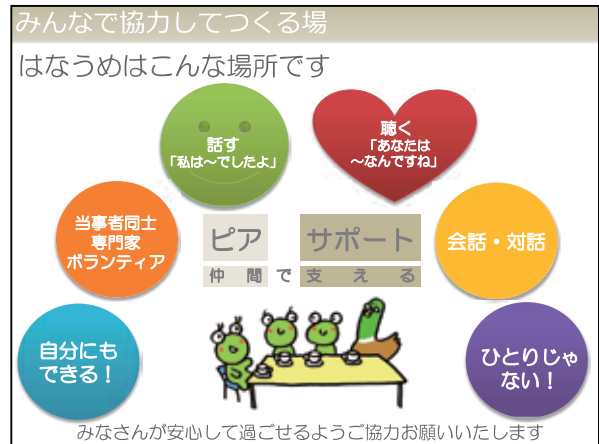 みんなで協力してつくる場
はなうめはこんな場所です
話す
「私は～でしたよ」
聴く
「あなたは
～なんですね」
当事者同士
専門家
ボランティア
ピア サポート
仲間で支える
会話・対話
自分にも
できる！
ひとりじゃ
ない！
みなさんが安心して過ごせるようご協力お願いいたします